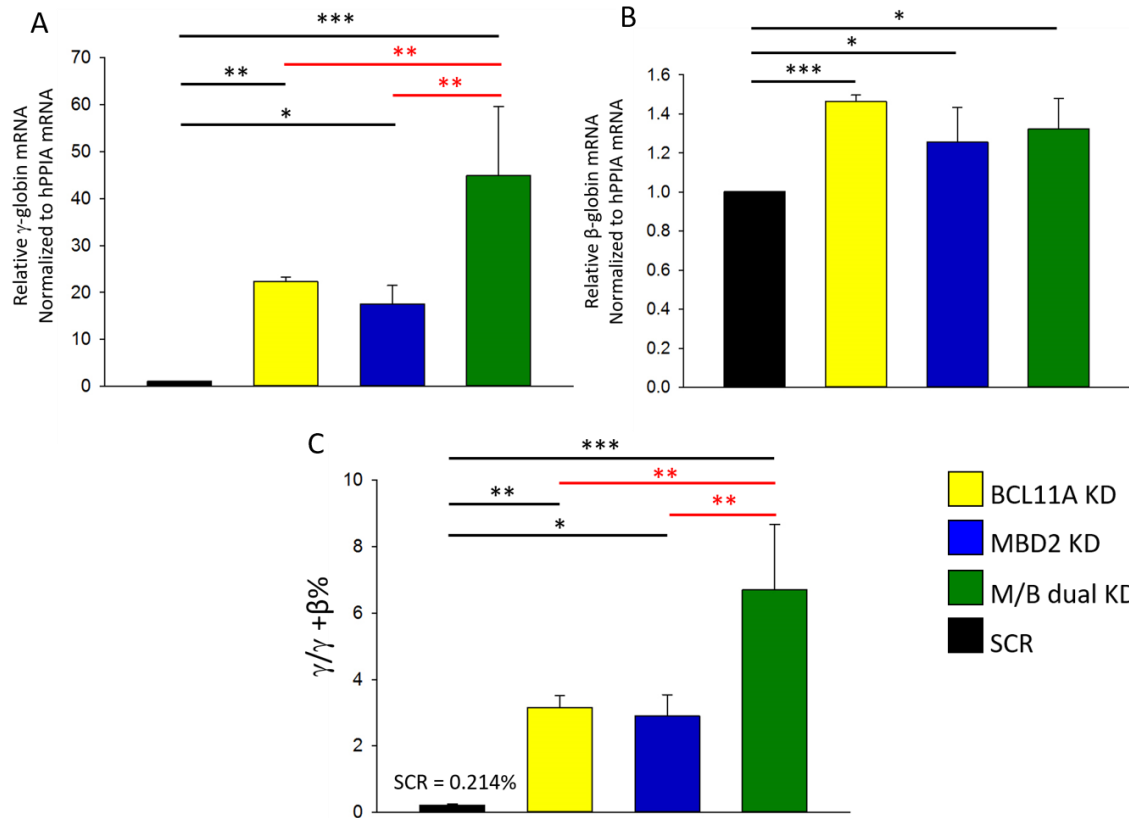 A
***
**
**
**
*
70
60
50
40
30
20
10
0
Relative γ-globin mRNA
Normalized to hPPIA mRNA
B
*
*
***
1.6
1.4
1.2
1.0
0.8
0.6
0.4
0.2
0.0
Relative β-globin mRNA
Normalized to hPPIA mRNA
C
***
**
**
**
*
10
8
6
4
2
0
γ/γ +β%
SCR = 0.214%
BCL11A KD
MBD2 KD
M/B dual KD
SCR